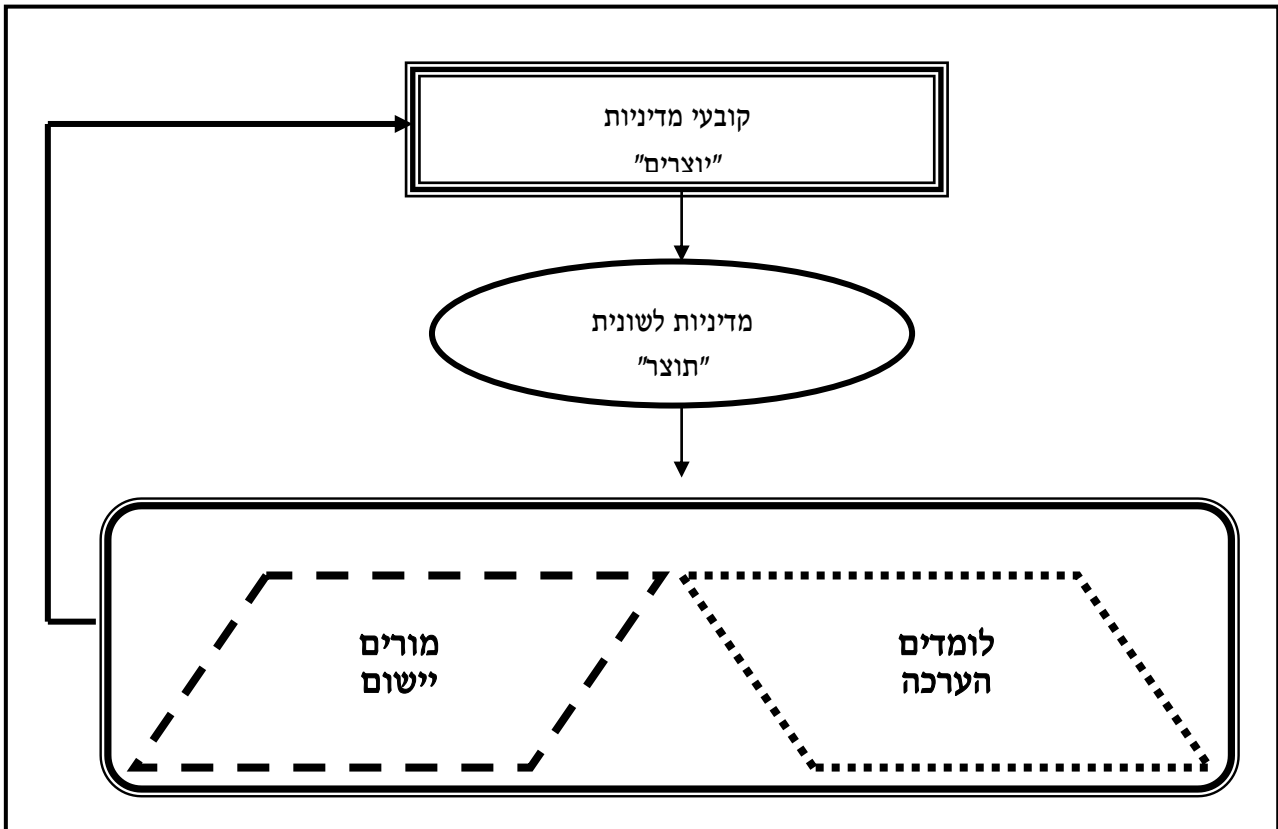 קובעי מדיניות
"יוצרים"
מדיניות לשונית
"תוצר"
לומדים
הערכה
מורים
יישום